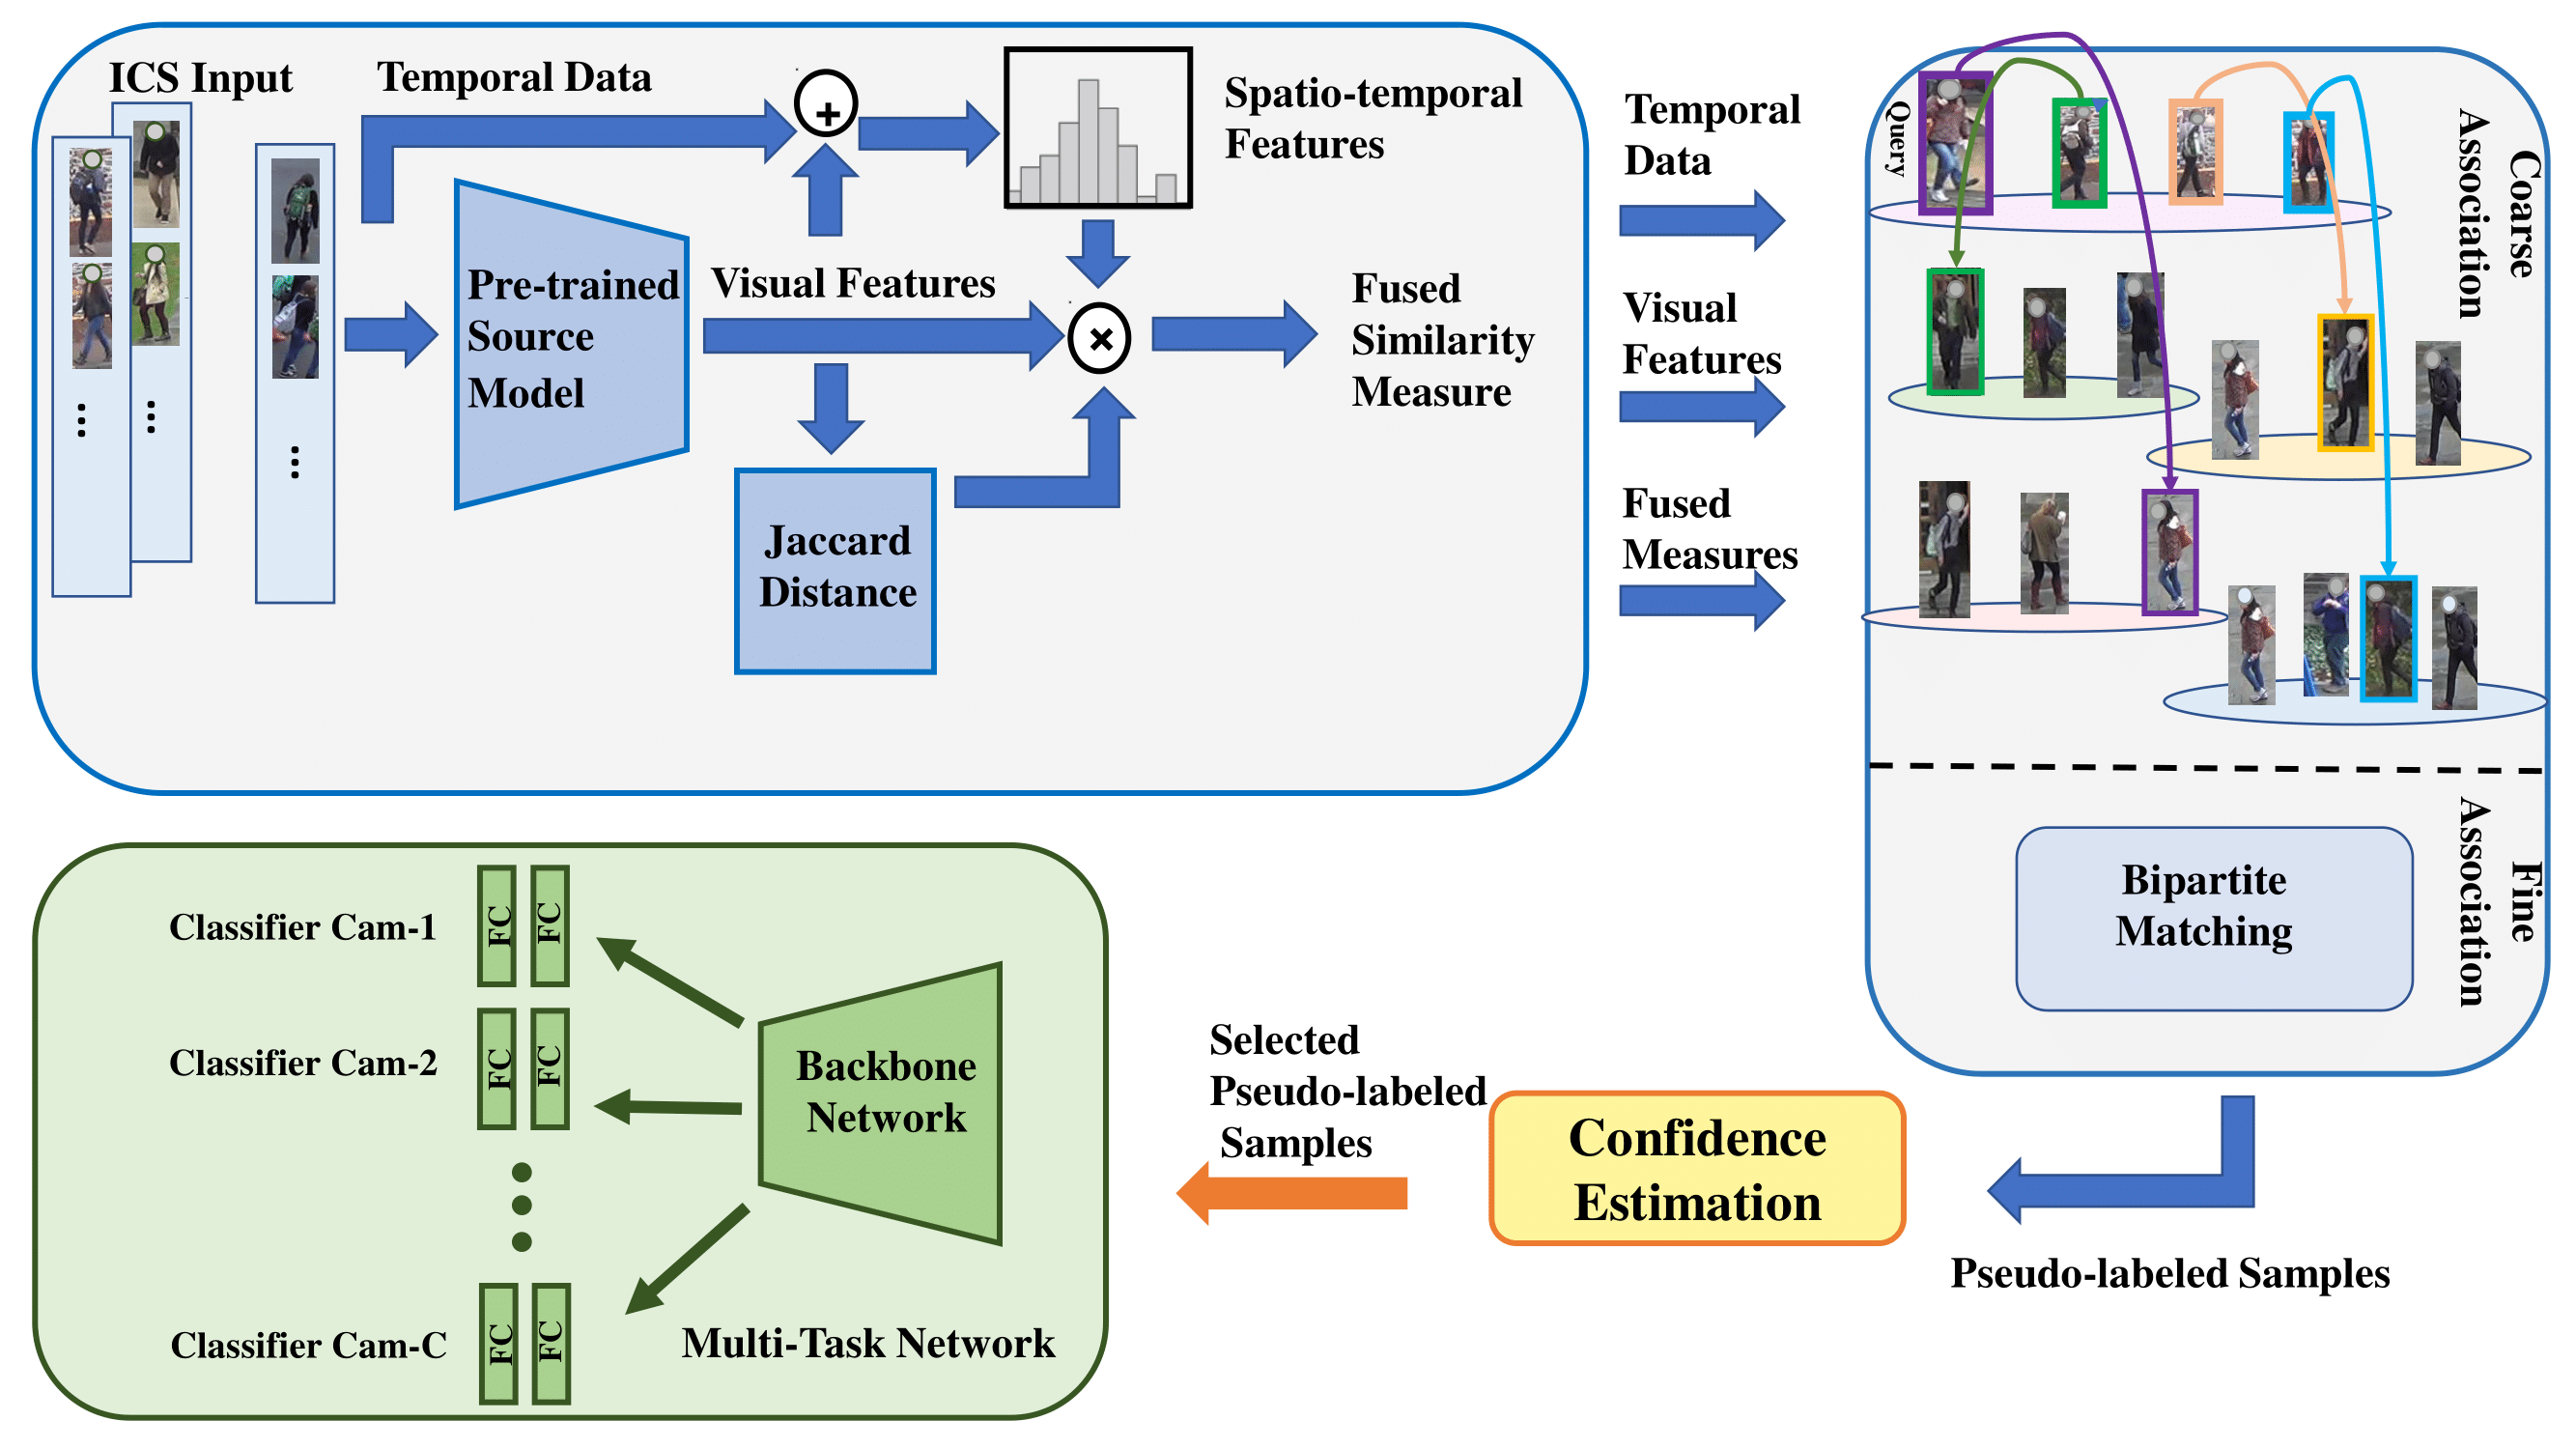 ICS Input
Temporal Data
+
Spatio-temporal
Features
Pre-trained
Source
Model
Visual Features
×
Fused
Similarity
Measure
Jaccard
Distance
Temporal
Data
Visual
Features
Fused
Measures
Query
Coarse
Association
Fine
Association
Bipartite
Matching
Pseudo-labeled Samples
Confidence
Estimation
Selected
Pseudo-labeled
Samples
Classifier Cam-1
FC FC
Classifier Cam-2
FC FC
Classifier Cam-C
FC FC
Backbone
Network
Multi-Task Network